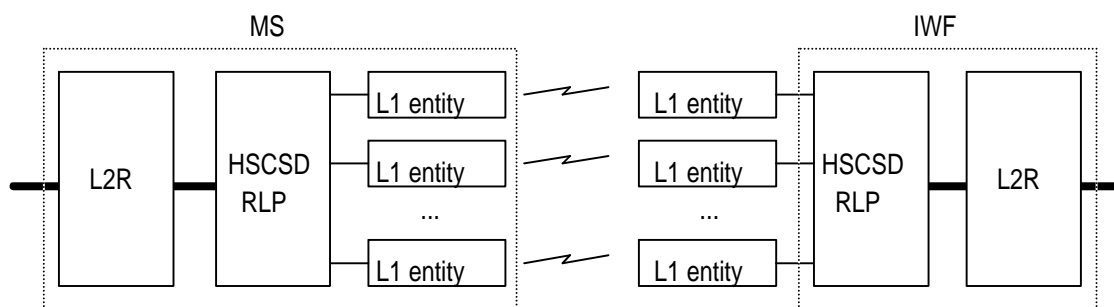 MS
IWF
L1 entity
L1 entity
L1 entity
L1 entity
HSCSD
RLP
HSCSD
RLP
L2R
L2R
...
...
L1 entity
L1 entity